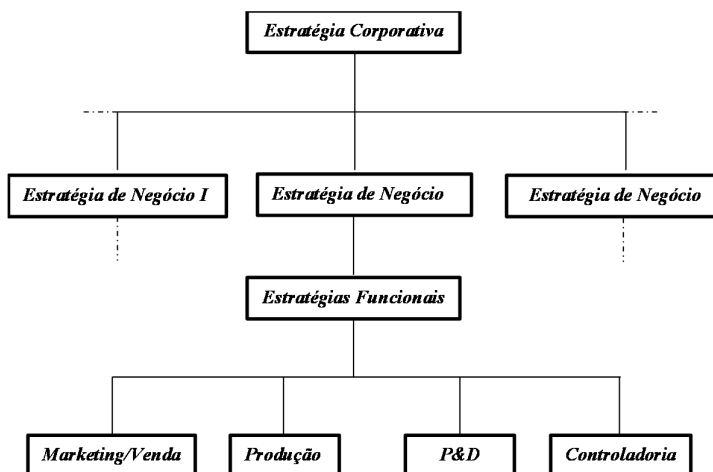 Estratégia Corporativa
Estratégia de Negócio I
Estratégia de Negócio
Estratégia de Negócio
Estratégias Funcionais
Marketing/Venda
Produção
P&D
Controladoria